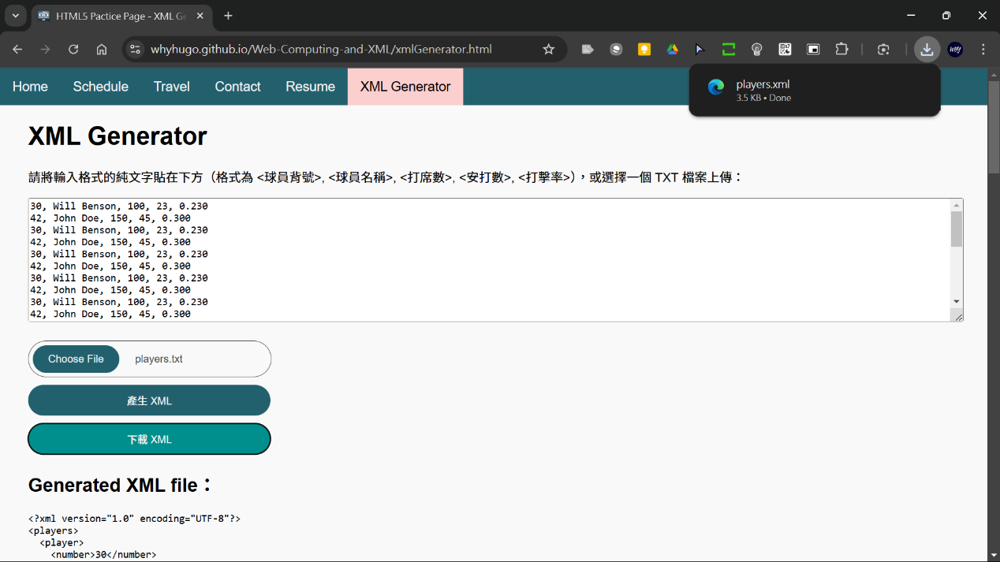 HTML5 Pactice Page - XML Ge
whyhugo.github.io/Web-Computing-and-XML/xmlGenerator.html
why
Home Schedule Travel Contact Resume XML Generator
players.xml
3.5 KB • Done
XML Generator
請將輸入格式的純文字貼在下方（格式為 <球員背號>, <球員名稱>, <打席數>, <安打數>, <打擊率>），或選擇一個 TXT 檔案上傳：
30, Will Benson, 100, 23, 0.230
42, John Doe, 150, 45, 0.300
30, Will Benson, 100, 23, 0.230
42, John Doe, 150, 45, 0.300
30, Will Benson, 100, 23, 0.230
42, John Doe, 150, 45, 0.300
30, Will Benson, 100, 23, 0.230
42, John Doe, 150, 45, 0.300
30, Will Benson, 100, 23, 0.230
42, John Doe, 150, 45, 0.300
Choose File players.txt
產生 XML
下載 XML
Generated XML file：
<?xml version="1.0" encoding="UTF-8"?>
<players>
<player>
<number>30</number>